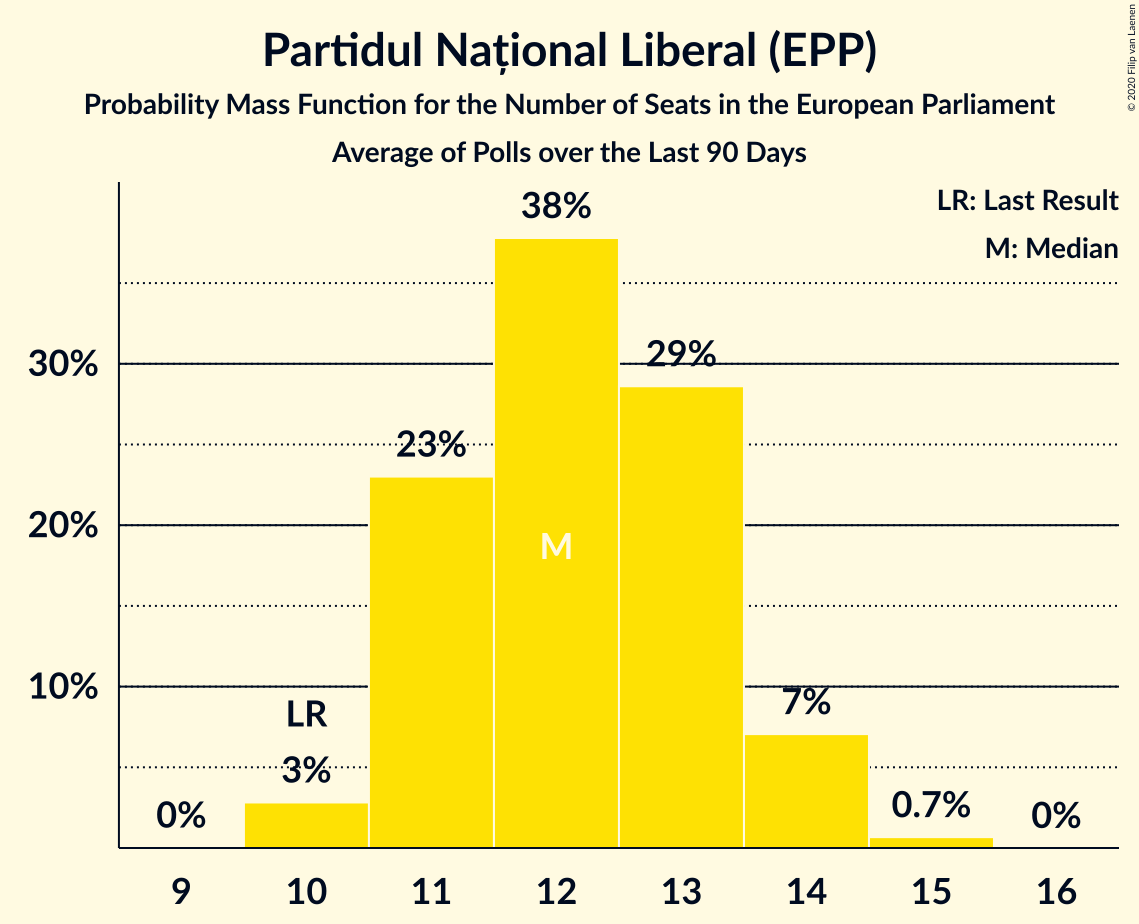 Partidul Național Liberal (EPP)
Probability Mass Function for the Number of Seats in the European Parliament
Average of Polls over the Last 90 Days
© 2020 Filip van Laenen
LR: Last Result
M: Median
38%
30%
29%
23%
20%
M
10%
LR
7%
3%
0%
0.7%
0%
9 10 11 12 13 14 15 16